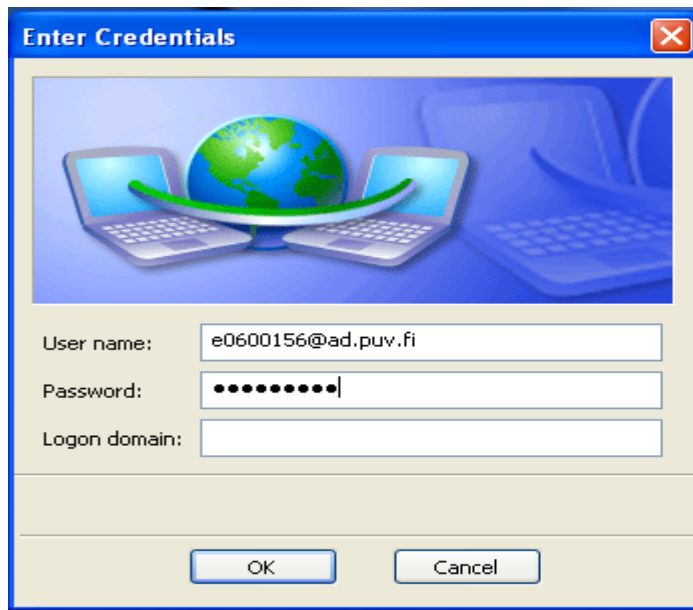 Enter Credentials
User name:
e0600156@ad.puv.fi
Password:
●●●●●●●●●
Logon domain:
OK
Cancel